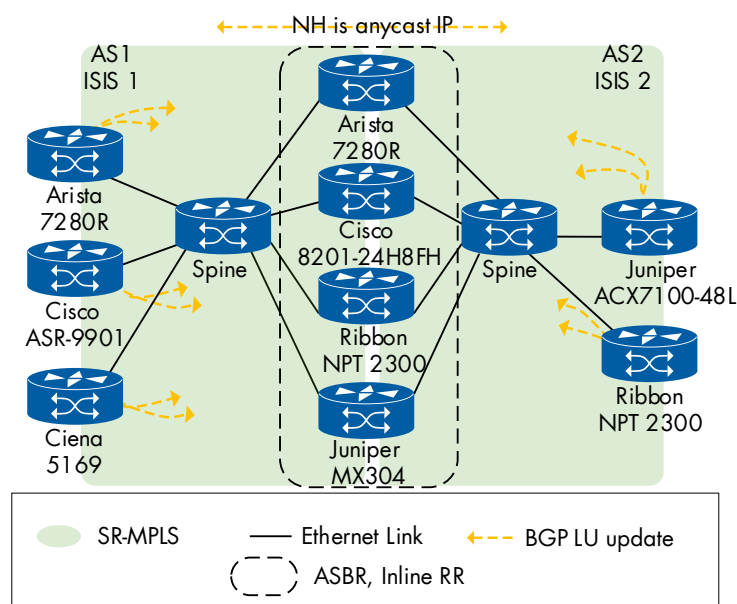 NH is anycast IP
AS1
ISIS 1
AS2
ISIS 2
Arista
7280R
Arista
7280R
Cisco
8201-24H8FH
Spine
Spine
Juniper
ACX7100-48L
Cisco
ASR-9901
Ribbon
NPT 2300
Ribbon
NPT 2300
Ciena
5169
Juniper
MX304
SR-MPLS
Ethernet Link
BGP LU update
ASBR, Inline RR